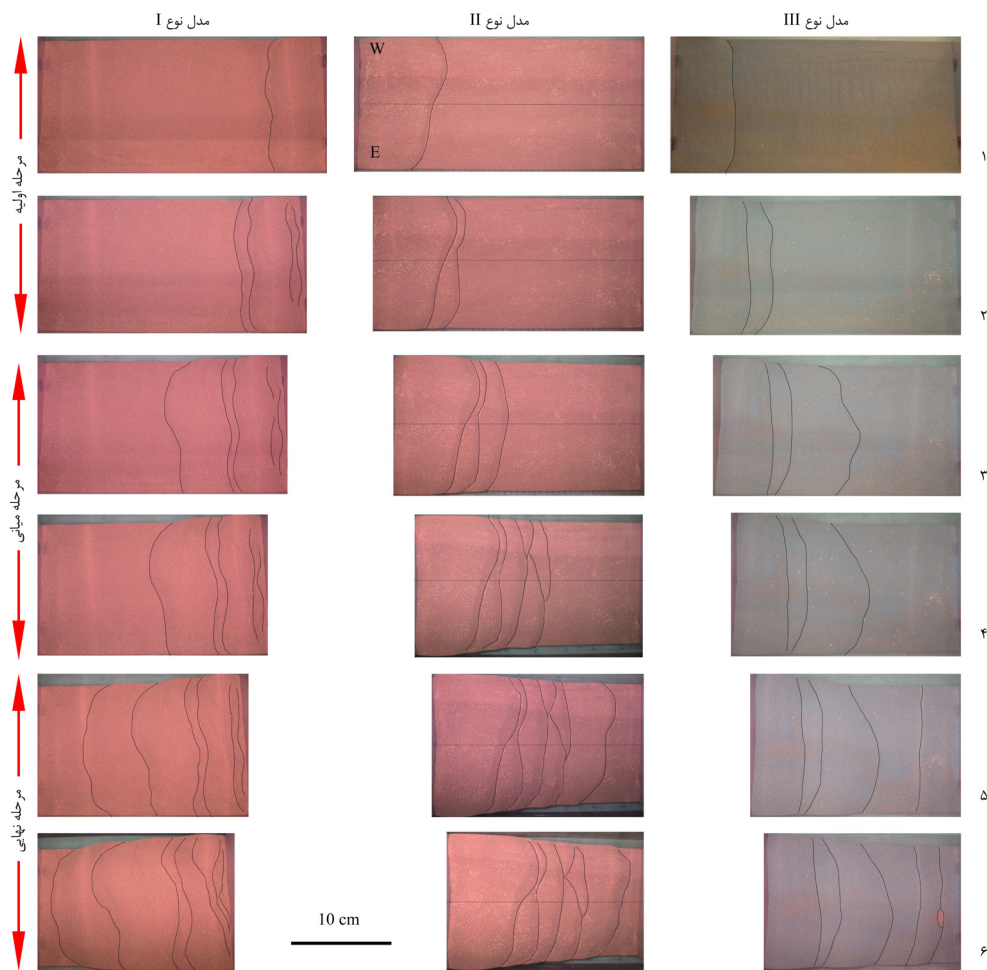 مدل نوع I
مدل نوع II
مدل نوع III
W
E
مرحله اولیه
۱
۲
مرحله میانی
۳
۴
مرحله نهایی
۵
۶
10 cm